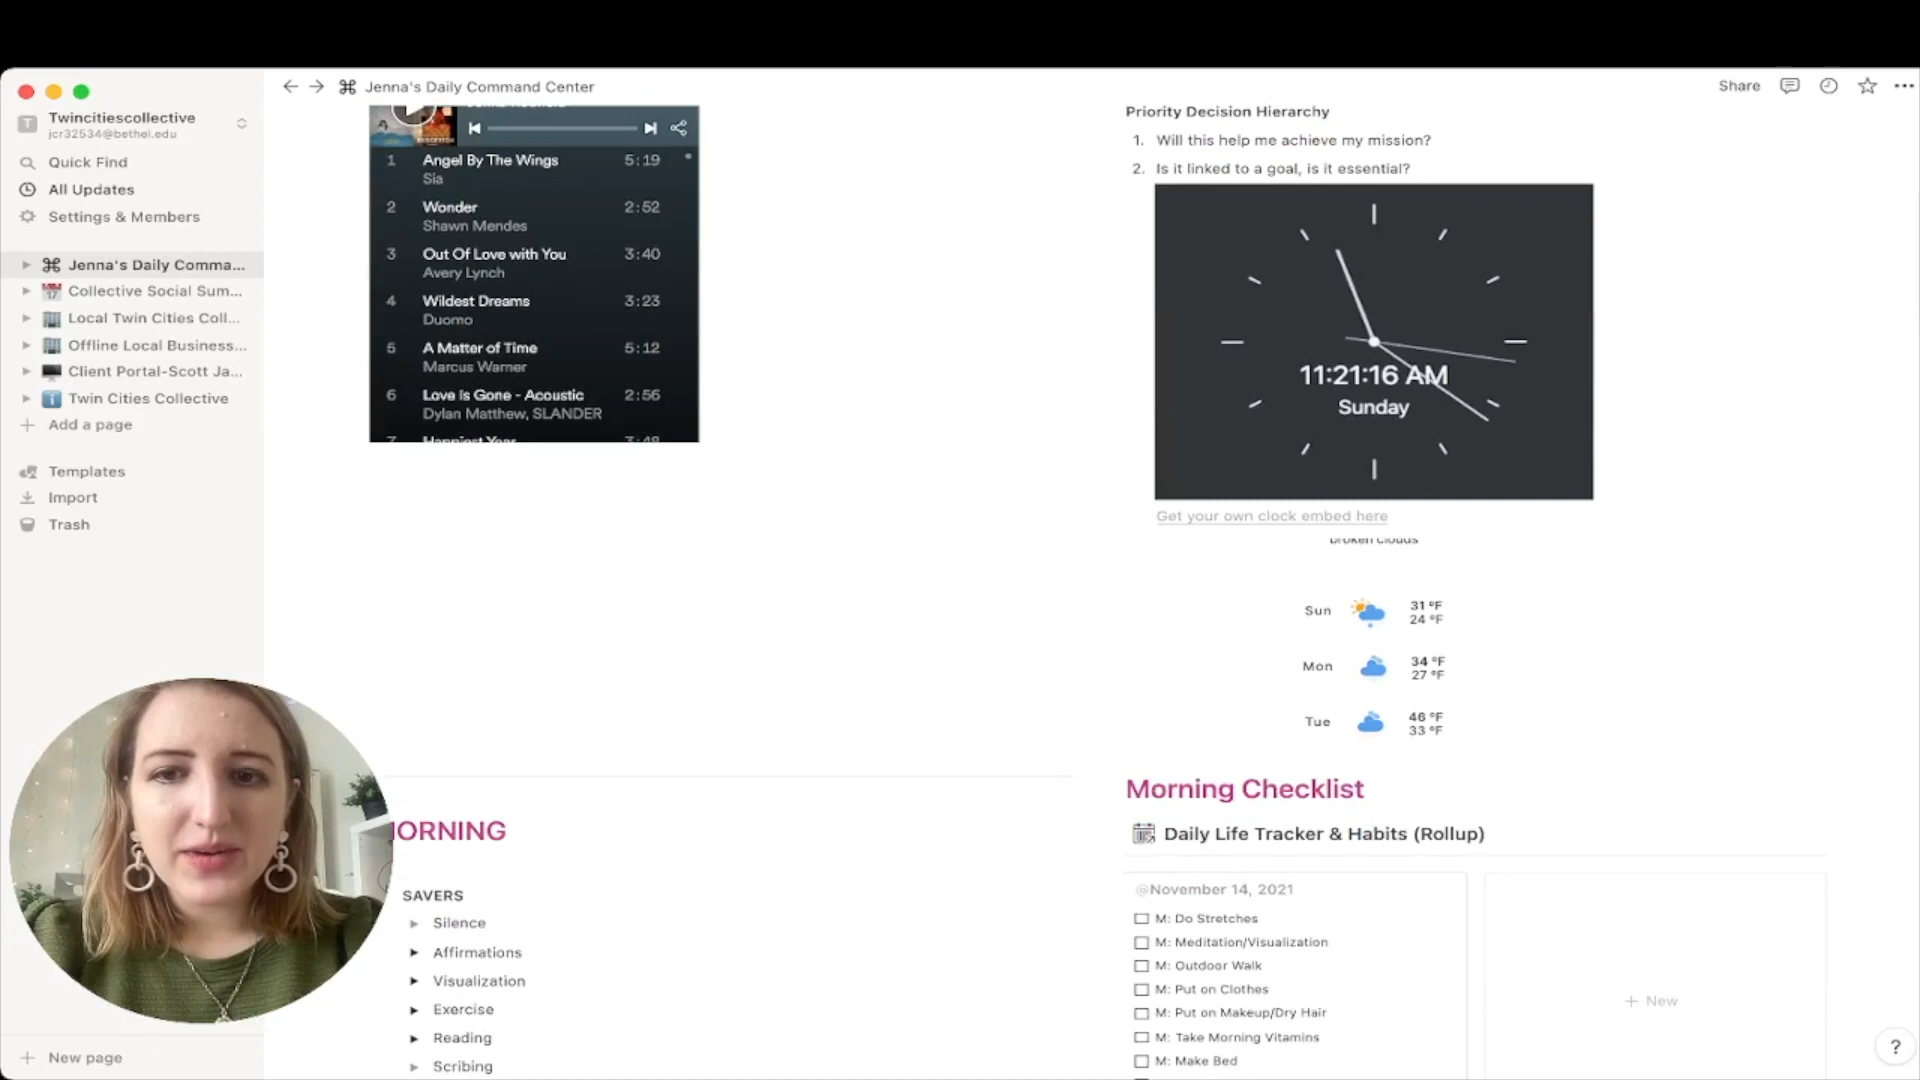 Jenna's Daily Command Center
Share
T
Twincitiescollective
jcr32534@bethel.edu
Quick Find
All Updates
Settings & Members
Jenna's Daily Comma...
Collective Social Sum...
Local Twin Cities Coll...
Offline Local Business...
Client Portal-Scott Ja...
Twin Cities Collective
Add a page
Templates
Import
Trash
New page
1 Angel By The Wings 5:19
Sia
2 Wonder 2:52
Shawn Mendes
3 Out Of Love with You 3:40
Avery Lynch
4 Wildest Dreams 3:23
Duomo
5 A Matter of Time 5:12
Marcus Warner
6 Love Is Gone - Acoustic 2:56
Dylan Matthew, SLANDER
7 Happiest Year 3:48
ORNING
SAVERS
Silence
Affirmations
Visualization
Exercise
Reading
Scribing
Priority Decision Hierarchy
1. Will this help me achieve my mission?
2. Is it linked to a goal, is it essential?
11:21:16 AM
Sunday
Get your own clock embed here
broken clouds
Sun 31 °F
24 °F
Mon 34 °F
27 °F
Tue 46 °F
33 °F
Morning Checklist
Daily Life Tracker & Habits (Rollup)
@November 14, 2021
M: Do Stretches
M: Meditation/Visualization
M: Outdoor Walk
M: Put on Clothes
M: Put on Makeup/Dry Hair
M: Take Morning Vitamins
M: Make Bed
+ New
?